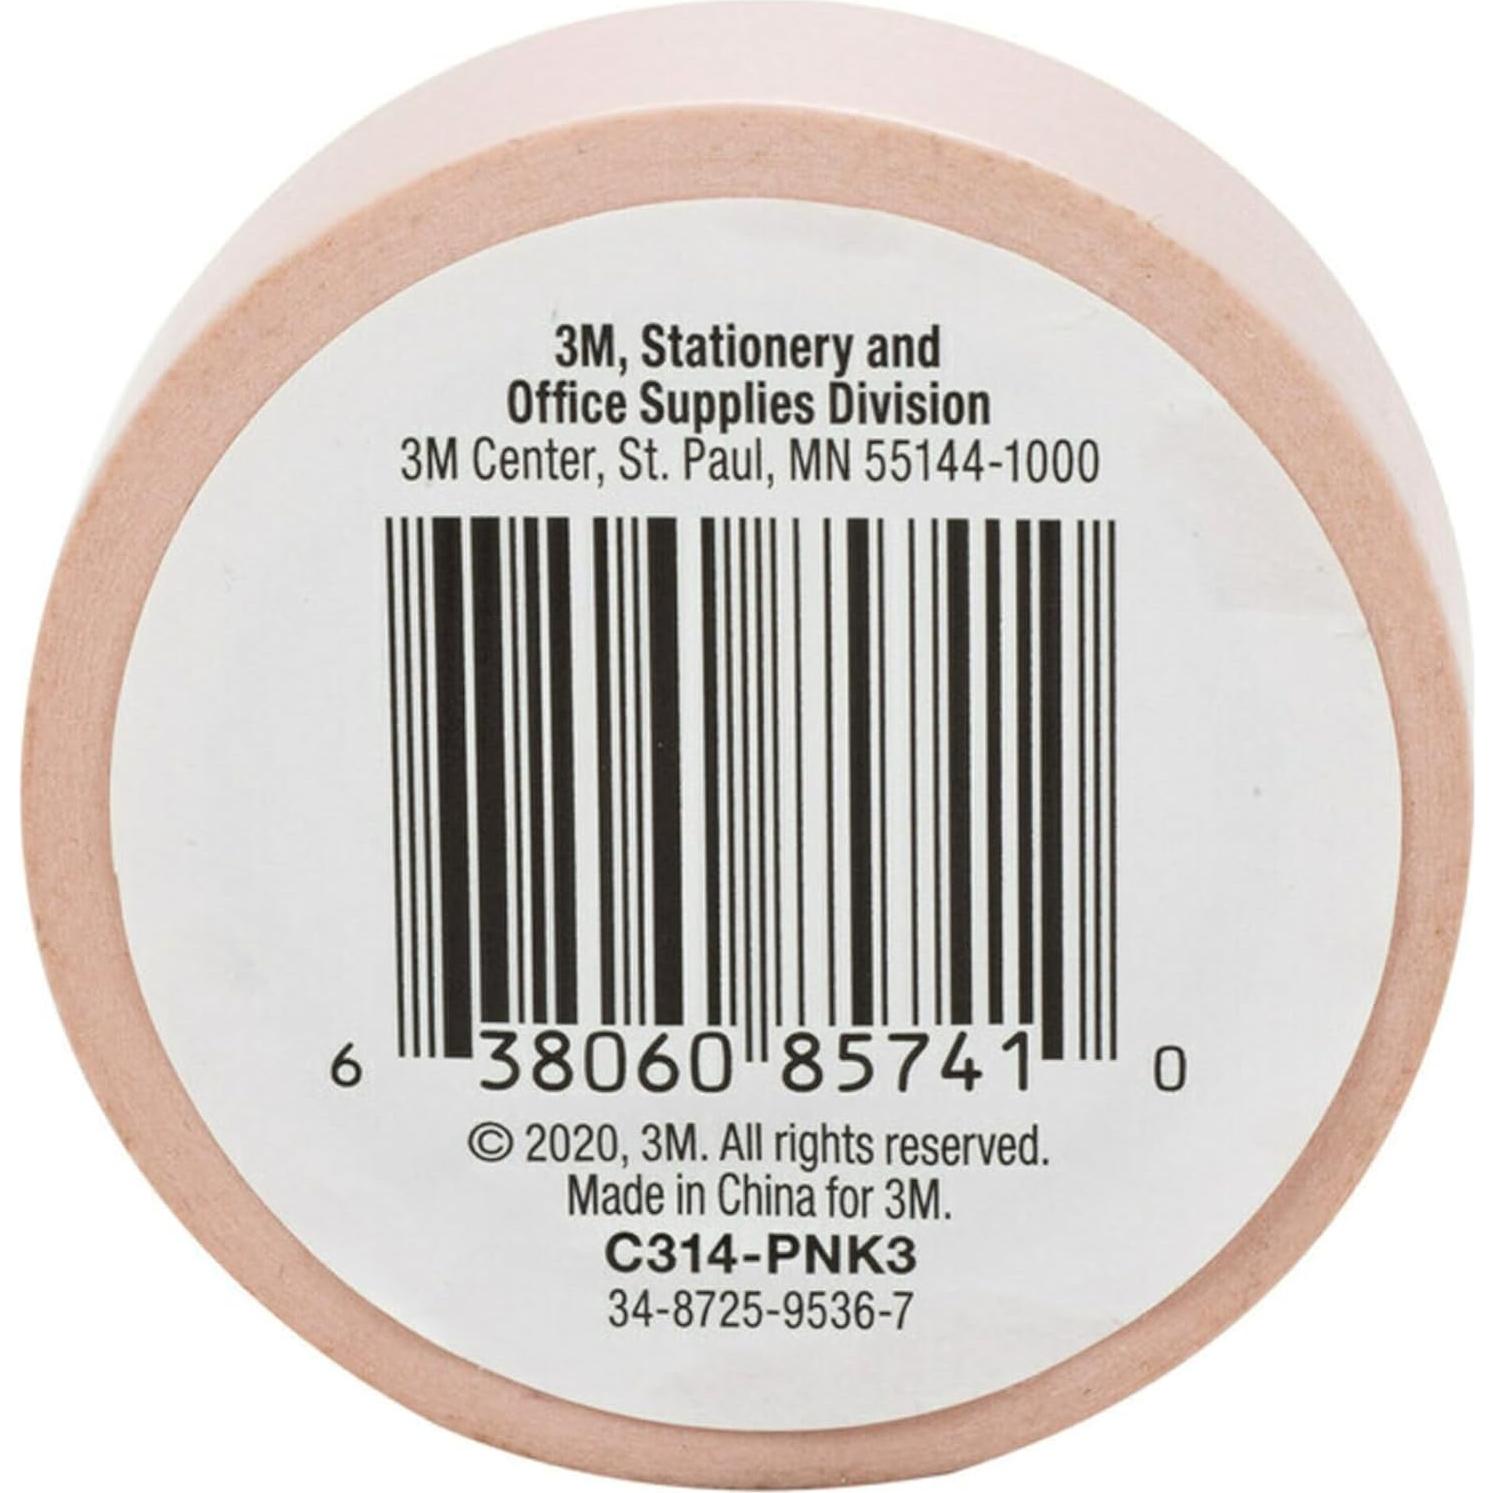 3M, Stationery and
Office Supplies Division
3M Center, St. Paul, MN 55144-1000
6 38060 85741 0
© 2020, 3M. All rights reserved.
Made in China for 3M.
C314-PNK3
34-8725-9536-7